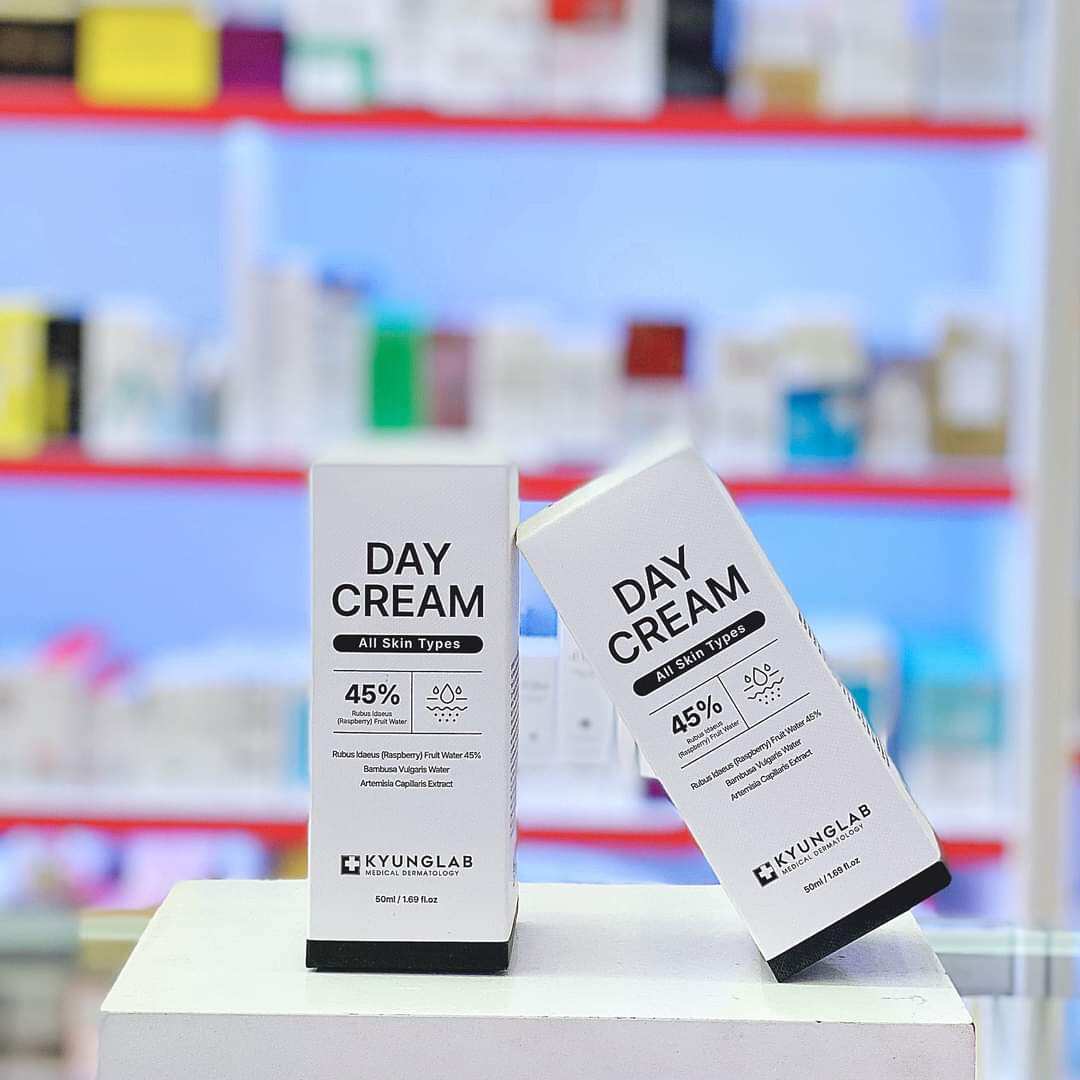 DAY
CREAM
All Skin Types
45%
Rubus Idaeus
(Raspberry) Fruit Water
Rubus Idaeus (Raspberry) Fruit Water 45%
Bambusa Vulgaris Water
Artemisia Capillaris Extract
KYUNGLAB
MEDICAL DERMATOLOGY
50ml / 1.69 fl.oz
DAY
CREAM
All Skin Types
45%
Rubus Idaeus
(Raspberry) Fruit Water
Rubus Idaeus (Raspberry) Fruit Water 45%
Bambusa Vulgaris Water
Artemisia Capillaris Extract
KYUNGLAB
MEDICAL DERMATOLOGY
50ml / 1.69 fl.oz